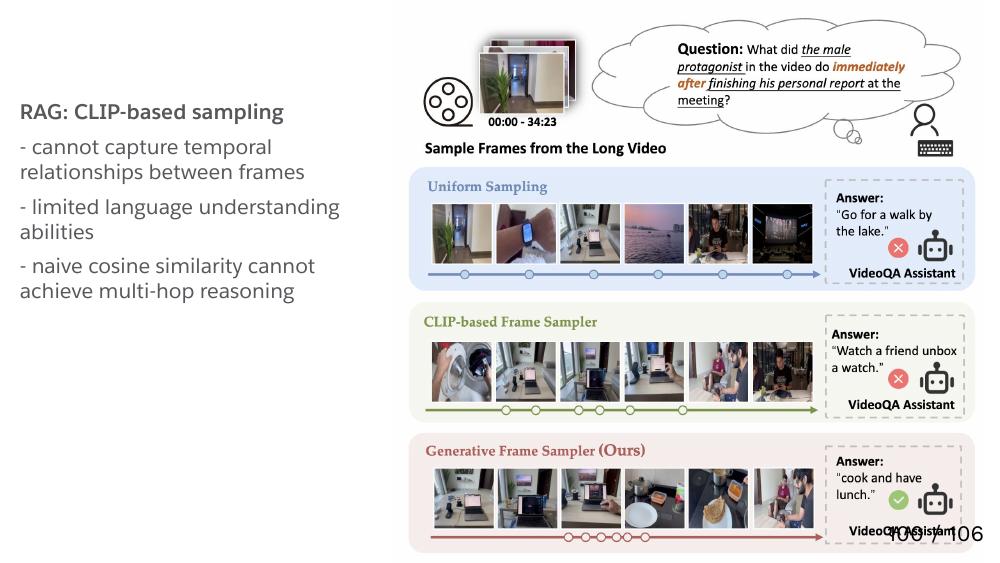 RAG: CLIP-based sampling
- cannot capture temporal
relationships between frames
- limited language understanding
abilities
- naive cosine similarity cannot
achieve multi-hop reasoning
00:00 - 34:23
Question: What did the male
protagonist in the video do immediately
after finishing his personal report at the
meeting?
Sample Frames from the Long Video
Uniform Sampling
Answer:
"Go for a walk by
the lake."
VideoQA Assistant
CLIP-based Frame Sampler
Answer:
"Watch a friend unbox
a watch."
VideoQA Assistant
Generative Frame Sampler (Ours)
Answer:
"cook and have
lunch."
VideoQA Assistant
100 / 106